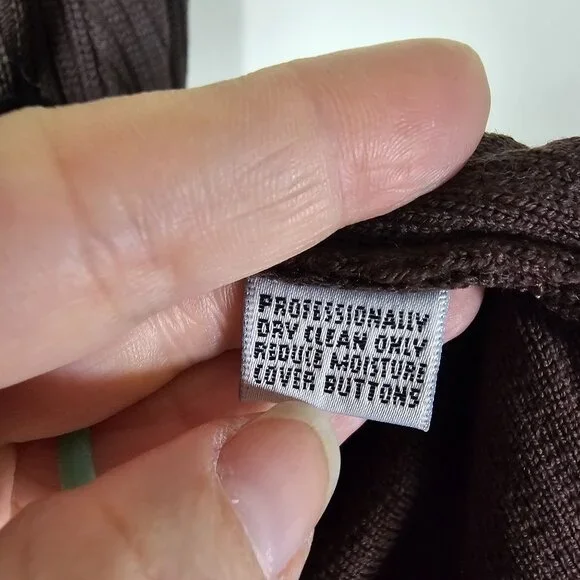 PROFESSIONALLY
DRY CLEAN ONLY
REDUCE MOISTURE
COVER BUTTONS